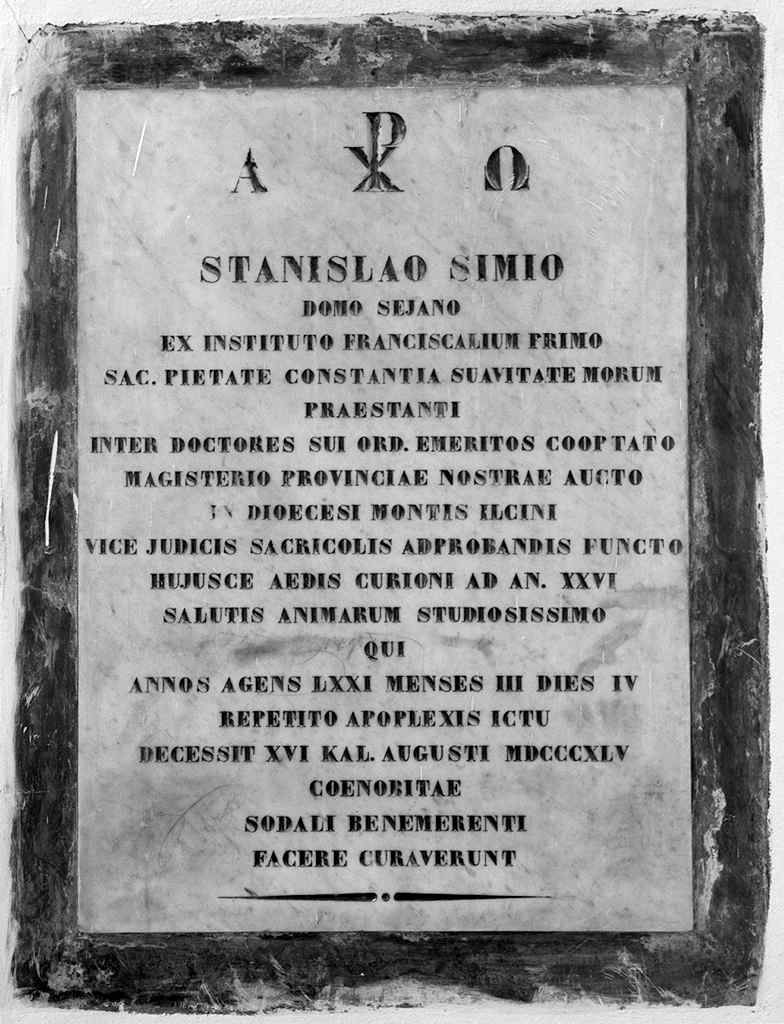 Α ☧ Ω
STANISLAO SIMIO
DOMO SEJANO
EX INSTITUTO FRANCISCALIUM PRIMO
SAC. PIETATE CONSTANTIA SUAVITATE MORUM
PRAESTANTI
INTER DOCTORES SUI ORD. EMERITOS COOPTATO
MAGISTERIO PROVINCIAE NOSTRAE AUCTO
IN DIOECESI MONTIS ILCINI
VICE JUDICIS SACRICOLIS ADPROBANDIS FUNCTO
HUJUSCE AEDIS CURIONI AD AN. XXVI
SALUTIS ANIMARUM STUDIOSISSIMO
QUI
ANNOS AGENS LXXI MENSES III DIES IV
REPETITO APOPLEXIS ICTU
DECESSIT XVI KAL. AUGUSTI MDCCCXLV
COENOBITAE
SODALI BENEMERENTI
FACERE CURAVERUNT